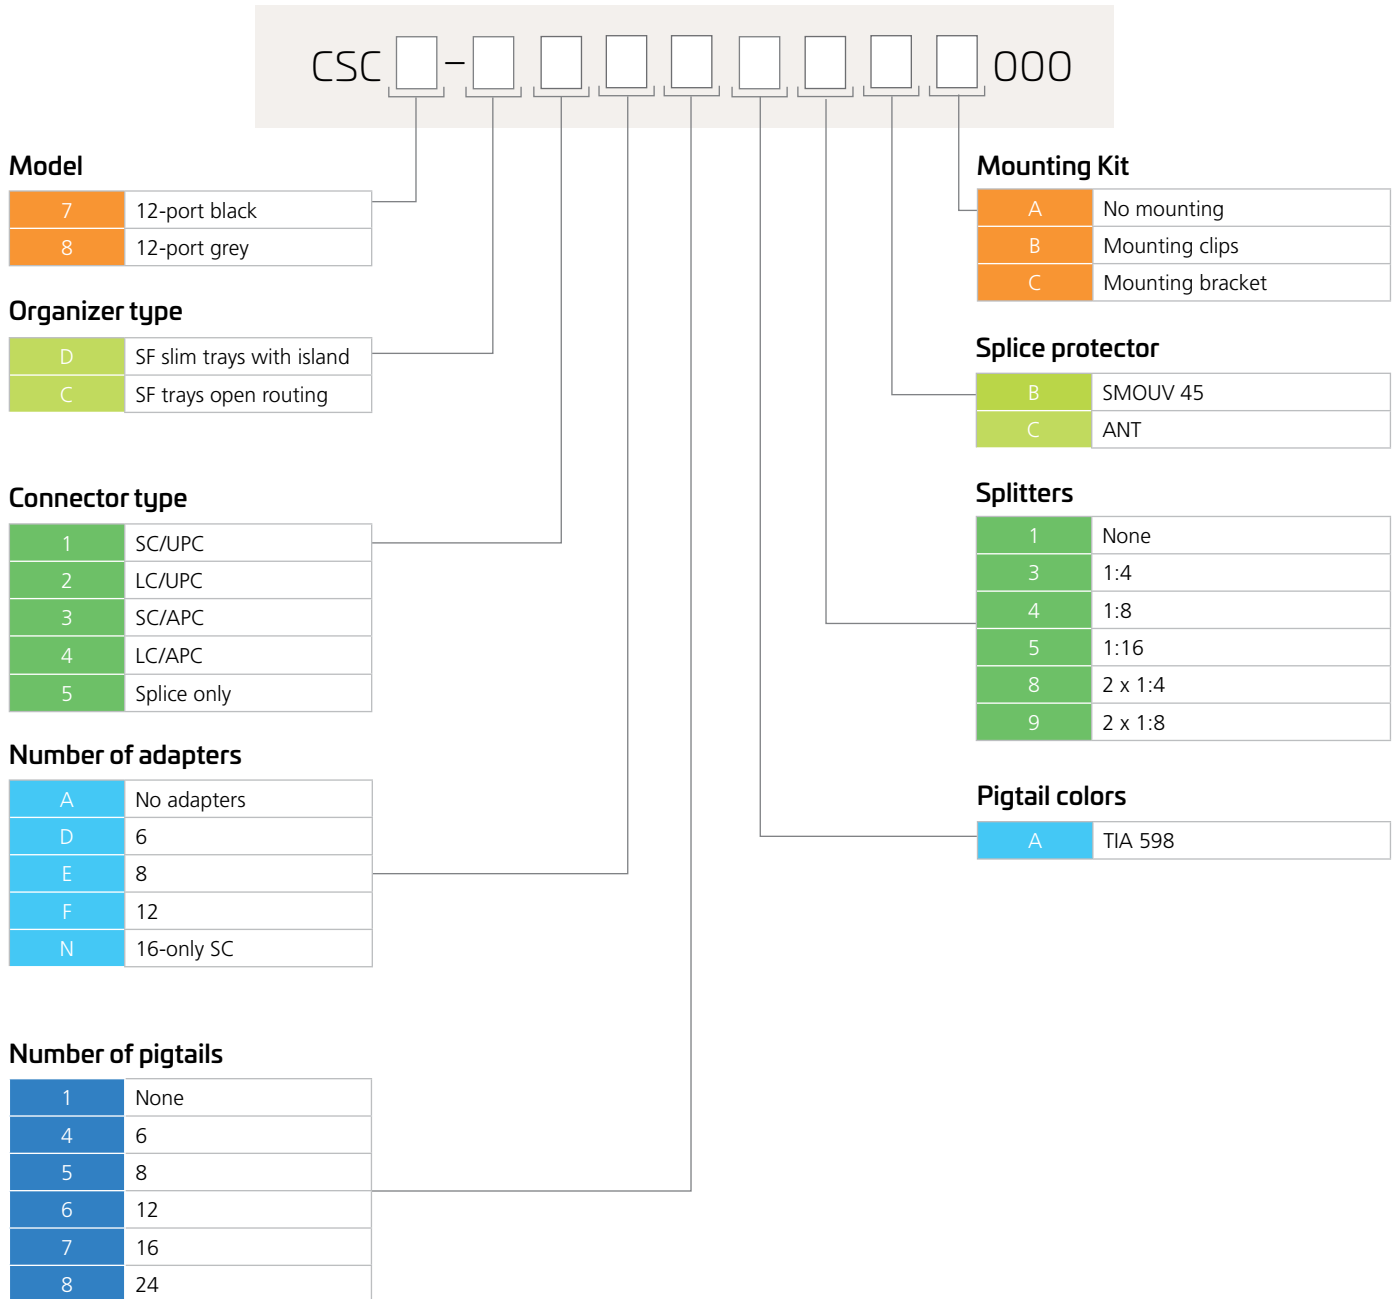 CSC - 000
Model
7 12-port black
8 12-port grey
Organizer type
D SF slim trays with island
C SF trays open routing
Connector type
1 SC/UPC
2 LC/UPC
3 SC/APC
4 LC/APC
5 Splice only
Number of adapters
A No adapters
D 6
E 8
F 12
N 16-only SC
Number of pigtails
1 None
4 6
5 8
6 12
7 16
8 24
Mounting Kit
A No mounting
B Mounting clips
C Mounting bracket
Splice protector
B SMOUV 45
C ANT
Splitters
1 None
3 1:4
4 1:8
5 1:16
8 2 x 1:4
9 2 x 1:8
Pigtail colors
A TIA 598